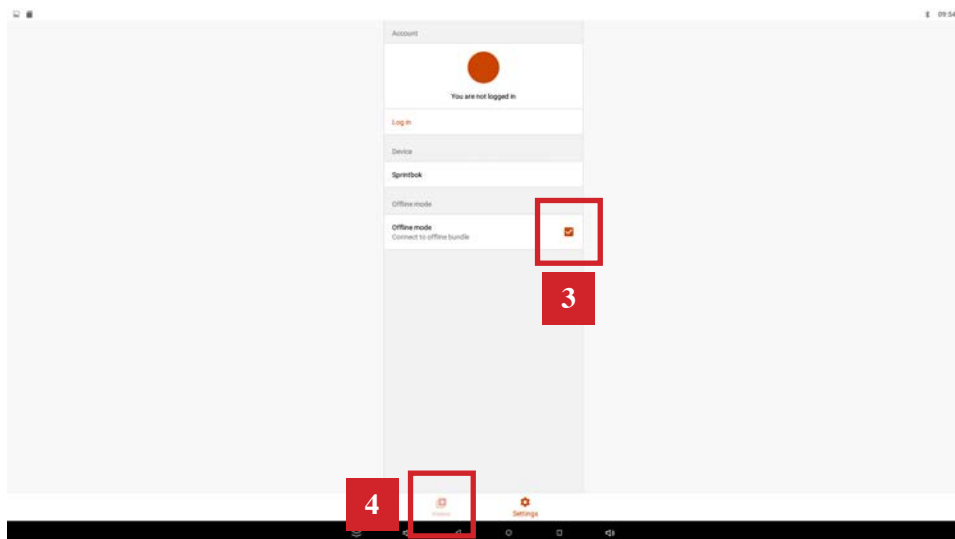 09:54
Account
You are not logged in
Log in
Device
Sprintbok
Offline mode
Offline mode
Connect to offline bundle
3
4
Settings